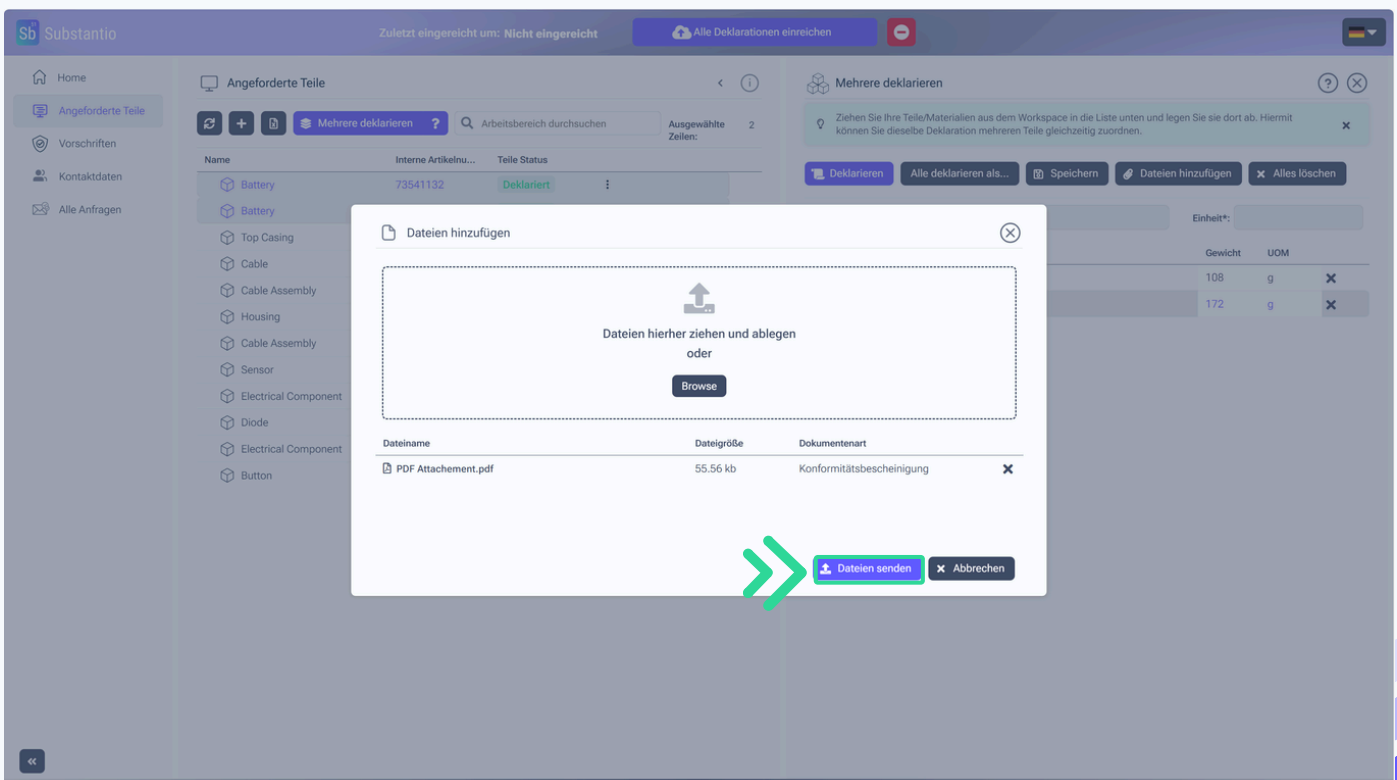 Sb Substantio
Zuletzt eingereicht um: Nicht eingereicht
Alle Deklarationen einreichen
Home
Angeforderte Teile
Vorschriften
Kontaktdaten
Alle Anfragen
Angeforderte Teile
Mehrere deklarieren ?
Arbeitsbereich durchsuchen
Ausgewählte
Zeilen:
2
Name Interne Artikelnu... Teile Status
Battery 73541132 Deklariert
Battery
Top Casing
Cable
Cable Assembly
Housing
Cable Assembly
Sensor
Electrical Component
Diode
Electrical Component
Button
Mehrere deklarieren
Ziehen Sie Ihre Teile/Materialien aus dem Workspace in die Liste unten und legen Sie sie dort ab. Hiermit
können Sie dieselbe Deklaration mehreren Teile gleichzeitig zuordnen.
Deklarieren Alle deklarieren als... Speichern Dateien hinzufügen Alles löschen
Einheit*:
Gewicht UOM
108 g
172 g
Dateien hinzufügen
Dateien hierher ziehen und ablegen
oder
Browse
Dateiname Dateigröße Dokumentenart
PDF Attachement.pdf 55.56 kb Konformitätsbescheinigung
Dateien senden Abbrechen